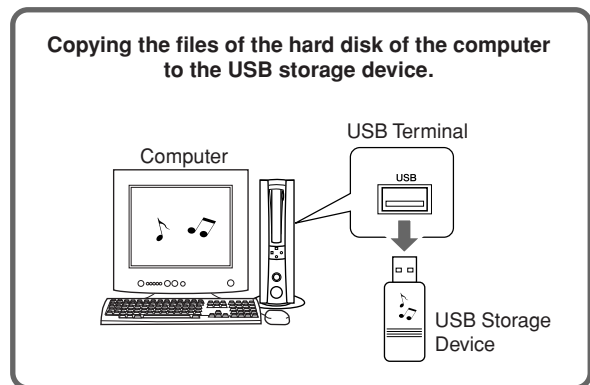 Copying the files of the hard disk of the computer
to the USB storage device.
USB Terminal
Computer
USB
USB Storage
Device